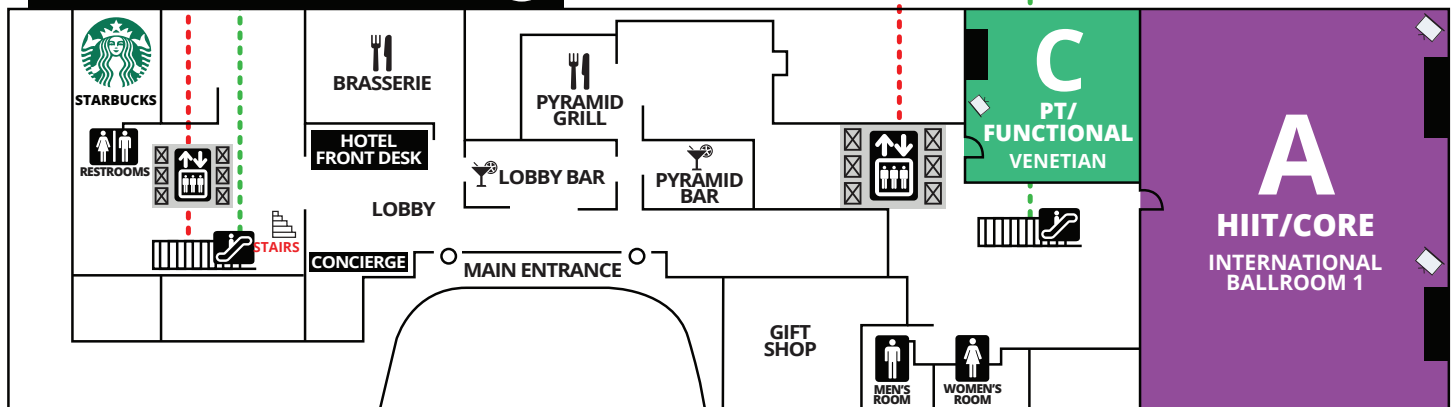 STARBUCKS
RESTROOMS
STAIRS
BRASSERIE
HOTEL
FRONT DESK
LOBBY
CONCIERGE
PYRAMID
GRILL
LOBBY BAR
PYRAMID
BAR
MAIN ENTRANCE
GIFT
SHOP
MEN'S
ROOM
WOMEN'S
ROOM
C
PT/
FUNCTIONAL
VENETIAN
A
HIIT/CORE
INTERNATIONAL
BALLROOM 1